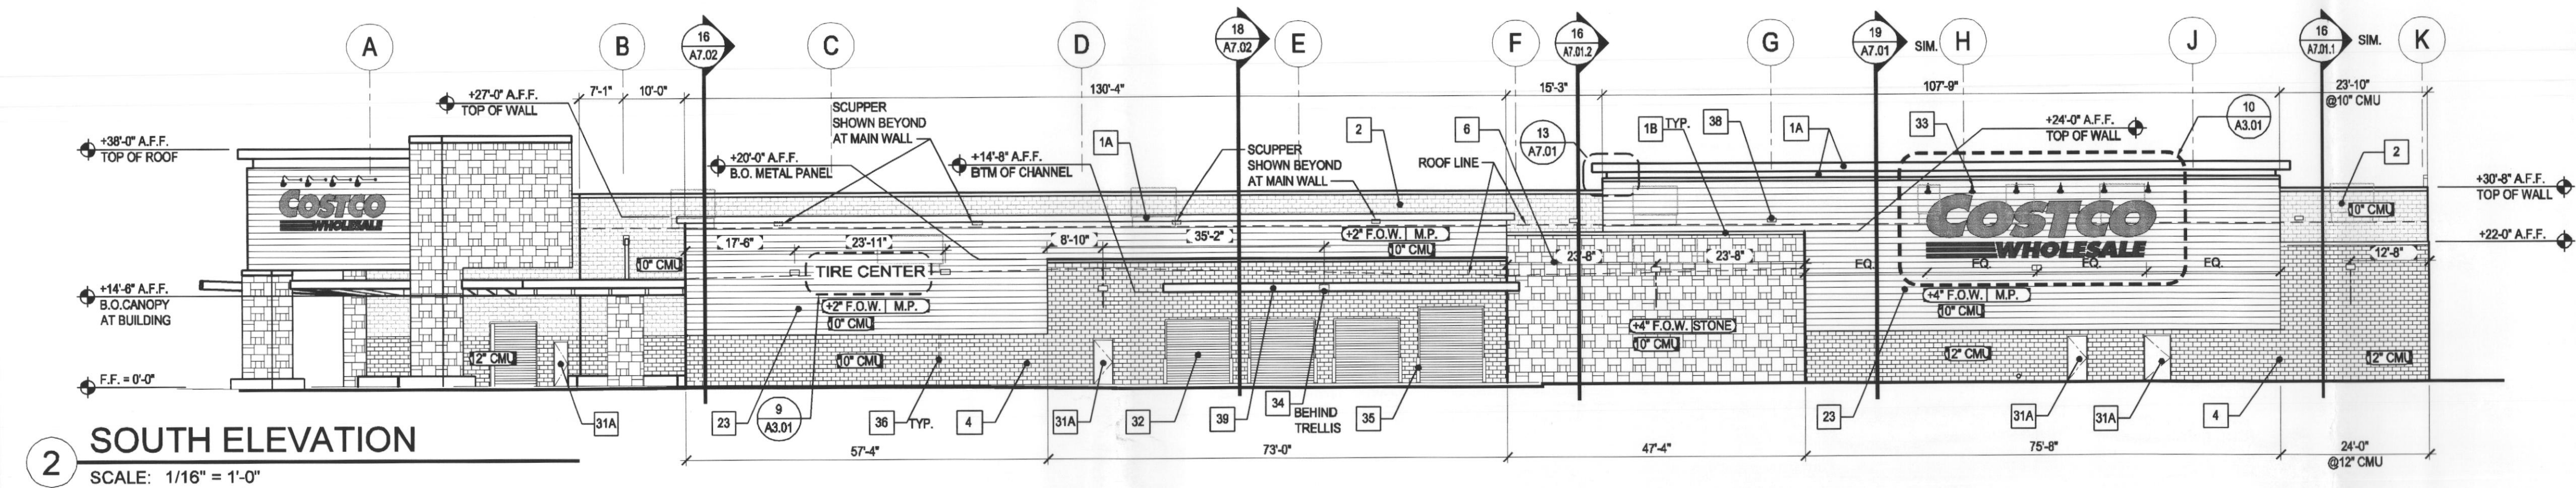 A
B
16
A7.02
C
D
18
A7.02
E
F
16
A7.01.2
G
19
A7.01
SIM.
H
J
16
A7.01.1
SIM.
K
7'-1"
10'-0"
130'-4"
15'-3"
107'-9"
23'-10"
@10" CMU
+27'-0" A.F.F.
TOP OF WALL
SCUPPER
SHOWN BEYOND
AT MAIN WALL
1A
2
6
13
A7.01
1B
TYP.
38
1A
33
10
A3.01
+24'-0" A.F.F.
TOP OF WALL
2
+38'-0" A.F.F.
TOP OF ROOF
+20'-0" A.F.F.
B.O. METAL PANEL
+14'-8" A.F.F.
BTM OF CHANNEL
SCUPPER
SHOWN BEYOND
AT MAIN WALL
ROOF LINE
+30'-8" A.F.F.
TOP OF WALL
COSTCO
WHOLESALE
COSTCO
WHOLESALE
10" CMU
17'-6"
23'-11"
8'-10"
35'-2"
+2" F.O.W. M.P.
10" CMU
23'-8"
23'-8"
EQ.
EQ.
EQ.
EQ.
12'-8"
+22'-0" A.F.F.
10" CMU
TIRE CENTER
+14'-6" A.F.F.
B.O.CANOPY
AT BUILDING
+2" F.O.W. M.P.
10" CMU
+4" F.O.W. STONE
10" CMU
+4" F.O.W. M.P.
10" CMU
12" CMU
10" CMU
12" CMU
12" CMU
F.F. = 0'-0"
31A
23
9
A3.01
36
TYP.
4
31A
32
39
34
BEHIND
TRELLIS
35
23
31A
31A
4
57'-4"
73'-0"
47'-4"
75'-8"
24'-0"
@12" CMU
2
SOUTH ELEVATION
SCALE: 1/16" = 1'-0"